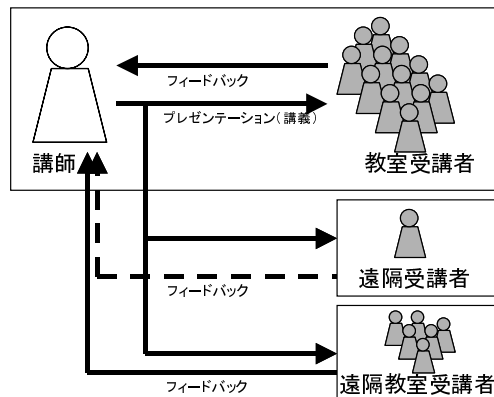 フィードバック
プレゼンテーション(講義)
講師
教室受講者
遠隔受講者
フィードバック
遠隔教室受講者
フィードバック